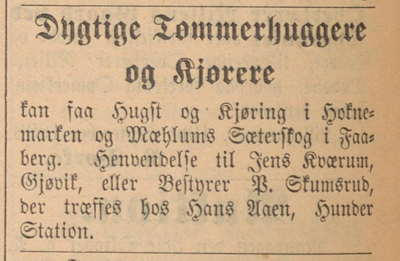 Dygtige Tømmerhuggere
og Kjørere
kan faa Hugst og Kjøring i Hokne-
marken og Mæhlums Sæterskog i Faa-
berg. Henvendelse til Jens Kværum,
Gjøvik, eller Bestyrer P. Skumsrud,
der træffes hos Hans Aaen, Hunder
Station.